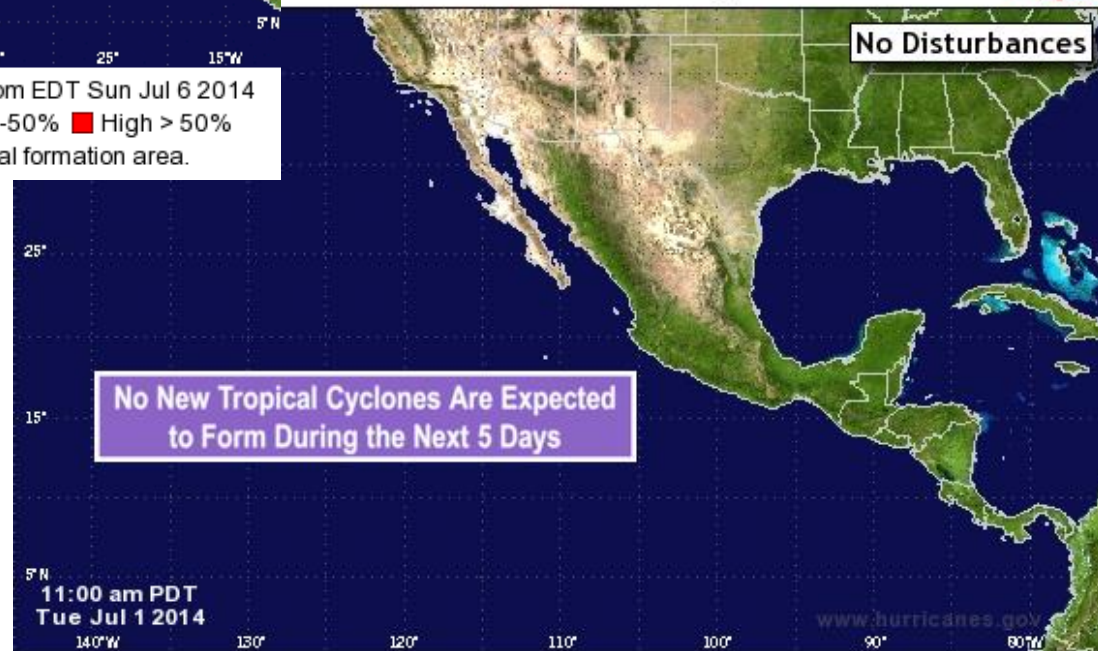 5°N
25° 15°W
No Disturbances
EDT Sun Jul 6 2014
-50% High > 50%
formation area.
25°
No New Tropical Cyclones Are Expected
to Form During the Next 5 Days
15°
5°N
11:00 am PDT
Tue Jul 1 2014
www.hurricanes.gov
140°W 130° 120° 110° 100° 90° 80°W